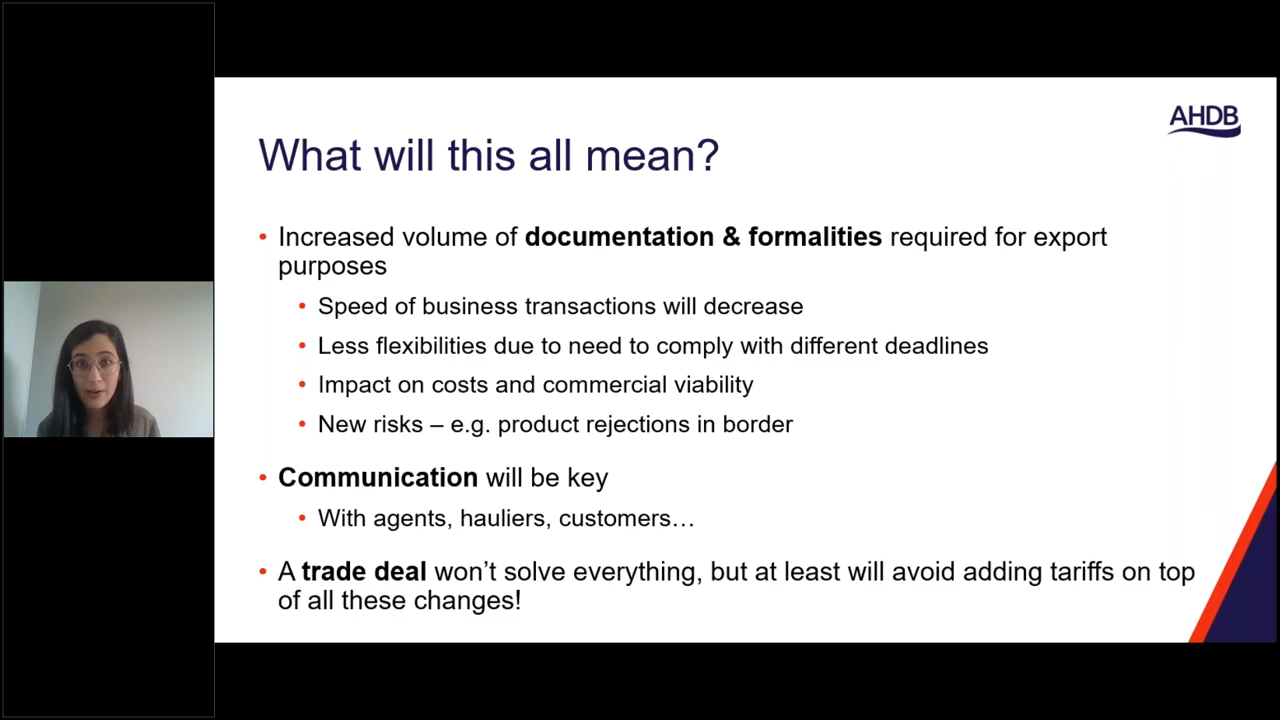 AHDB
What will this all mean?
• Increased volume of documentation & formalities required for export
purposes
• Speed of business transactions will decrease
• Less flexibilities due to need to comply with different deadlines
• Impact on costs and commercial viability
• New risks – e.g. product rejections in border
• Communication will be key
• With agents, hauliers, customers…
• A trade deal won’t solve everything, but at least will avoid adding tariffs on top
of all these changes!